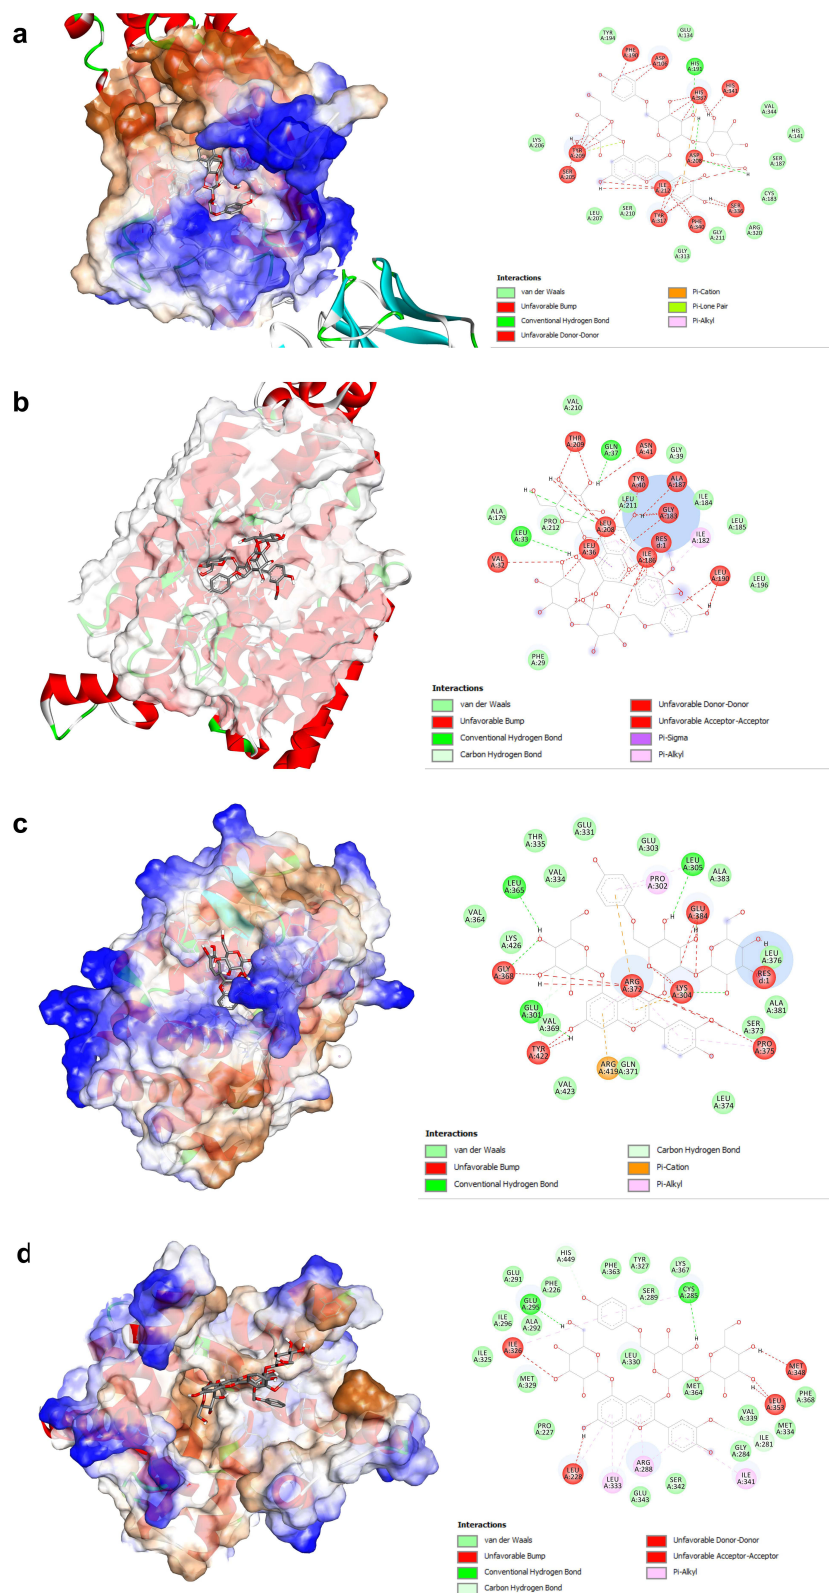 a
TYR
A:194
GLU
A:134
HIS
A:191
VAL
A:344
HIS
A:141
SER
A:187
LYS
A:206
CYS
A:183
LEU
A:207
SER
A:210
GLY
A:211
ARG
A:320
GLY
A:313
Interactions
van der Waals
Unfavorable Bump
Conventional Hydrogen Bond
Unfavorable Donor-Donor
Pi-Cation
Pi-Lone Pair
Pi-Alkyl
b
VAL
A:210
THR
A:209
GLN
A:37
ASN
A:41
GLY
A:39
TYR
A:40
ALA
A:187
ILE
A:184
LEU
A:211
GLY
A:183
LEU
A:185
ALA
A:179
PRO
A:212
LEU
A:208
LEU
A:33
RES
d:1
ILE
A:182
LEU
A:36
ILE
A:186
VAL
A:32
LEU
A:190
LEU
A:196
PHE
A:29
Interactions
van der Waals
Unfavorable Bump
Conventional Hydrogen Bond
Carbon Hydrogen Bond
Unfavorable Donor-Donor
Unfavorable Acceptor-Acceptor
Pi-Sigma
Pi-Alkyl
c
GLU
A:331
THR
A:335
GLU
A:303
LEU
A:305
VAL
A:334
PRO
A:302
ALA
A:383
LEU
A:365
VAL
A:364
GLU
A:384
LYS
A:426
LEU
A:376
GLY
A:368
RES
d:1
ARG
A:372
LYS
A:304
GLU
A:301
VAL
A:369
ALA
A:381
SER
A:373
TYR
A:422
PRO
A:375
ARG
A:419
GLN
A:371
VAL
A:423
LEU
A:374
Interactions
van der Waals
Unfavorable Bump
Conventional Hydrogen Bond
Carbon Hydrogen Bond
Pi-Cation
Pi-Alkyl
d
HIS
A:449
PHE
A:363
TYR
A:327
LYS
A:367
GLU
A:291
PHE
A:226
SER
A:289
CYS
A:285
GLU
A:295
ALA
A:292
ILE
A:296
ILE
A:326
ILE
A:325
LEU
A:330
MET
A:348
MET
A:329
MET
A:364
LEU
A:353
PHE
A:368
PRO
A:227
VAL
A:339
MET
A:334
ILE
A:281
GLY
A:284
LEU
A:228
LEU
A:333
ARG
A:288
SER
A:342
ILE
A:341
GLU
A:343
Interactions
van der Waals
Unfavorable Bump
Conventional Hydrogen Bond
Carbon Hydrogen Bond
Unfavorable Donor-Donor
Unfavorable Acceptor-Acceptor
Pi-Alkyl